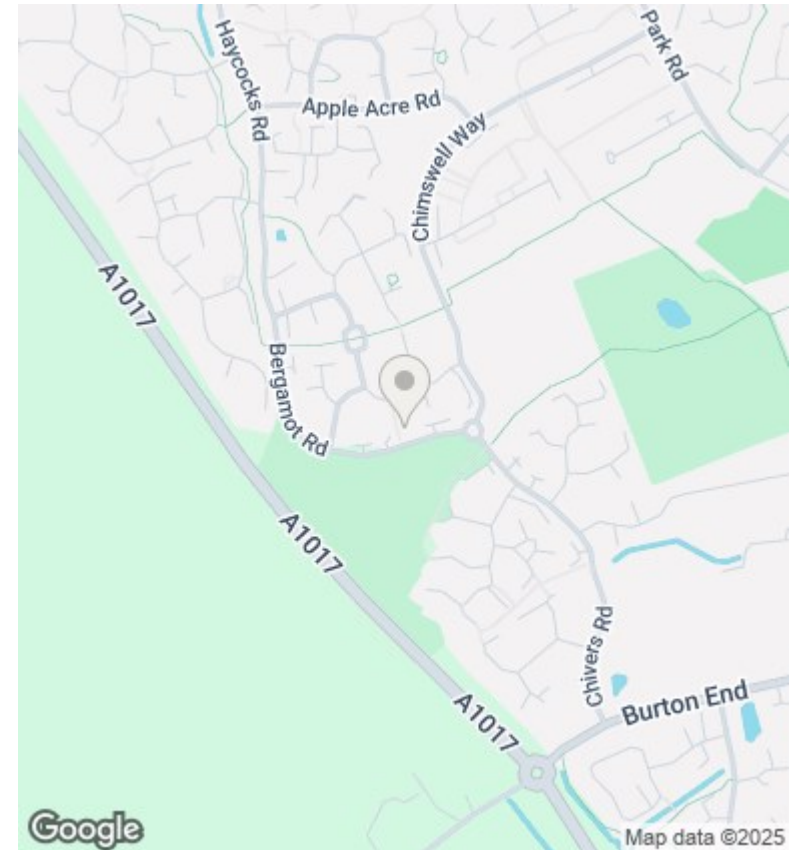 Haycocks Rd
Park Rd
Apple Acre Rd
Chimswell Way
A1017
Bergamot Rd
A1017
Chivers Rd
Burton End
A1017
Google
Map data ©2025